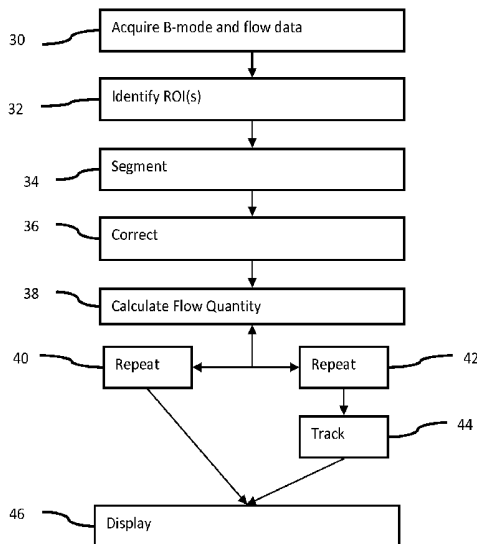 30 Acquire B-mode and flow data
32 Identify ROI(s)
34 Segment
36 Correct
38 Calculate Flow Quantity
40 Repeat Repeat 42
Track 44
46 Display